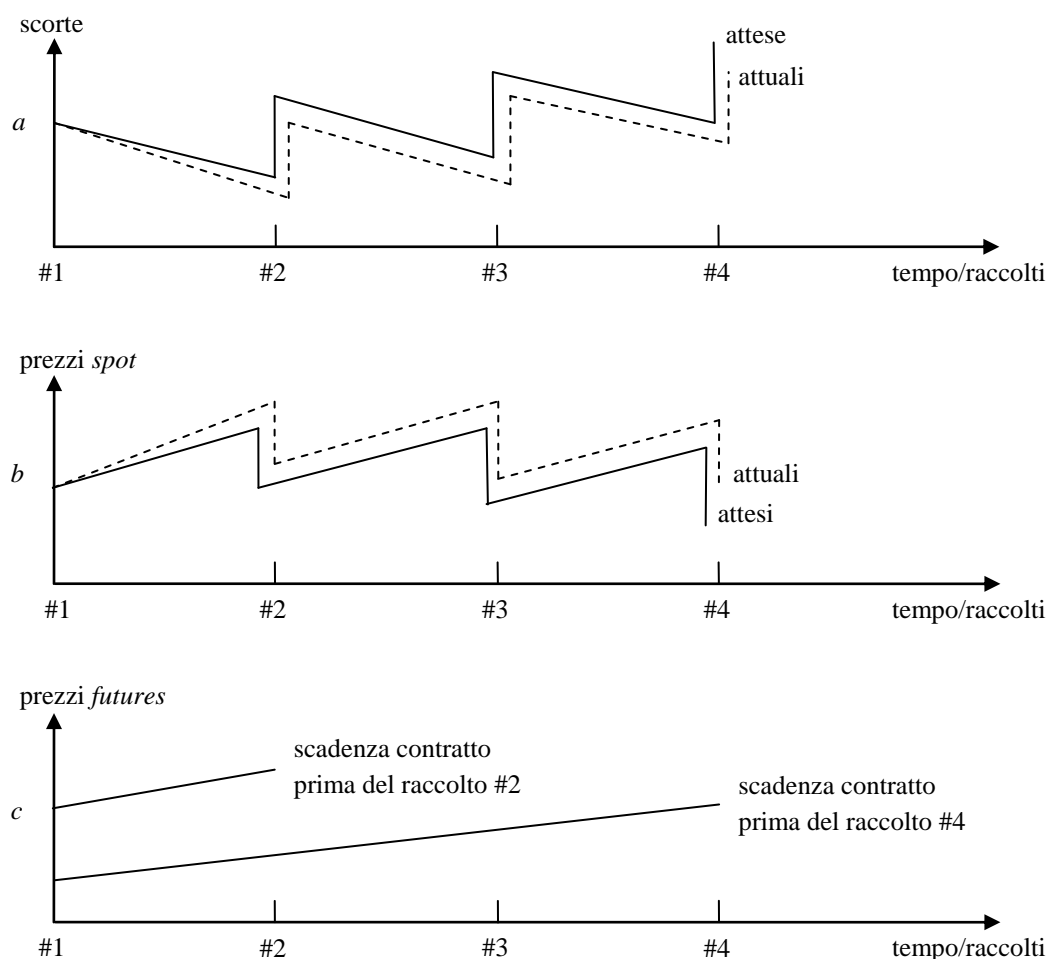 scorte
attese
attuali
a
#1 #2 #3 #4 tempo/raccolti
prezzi spot
b
attuali
attesi
#1 #2 #3 #4 tempo/raccolti
prezzi futures
scadenza contratto
prima del raccolto #2
scadenza contratto
prima del raccolto #4
c
#1 #2 #3 #4 tempo/raccolti